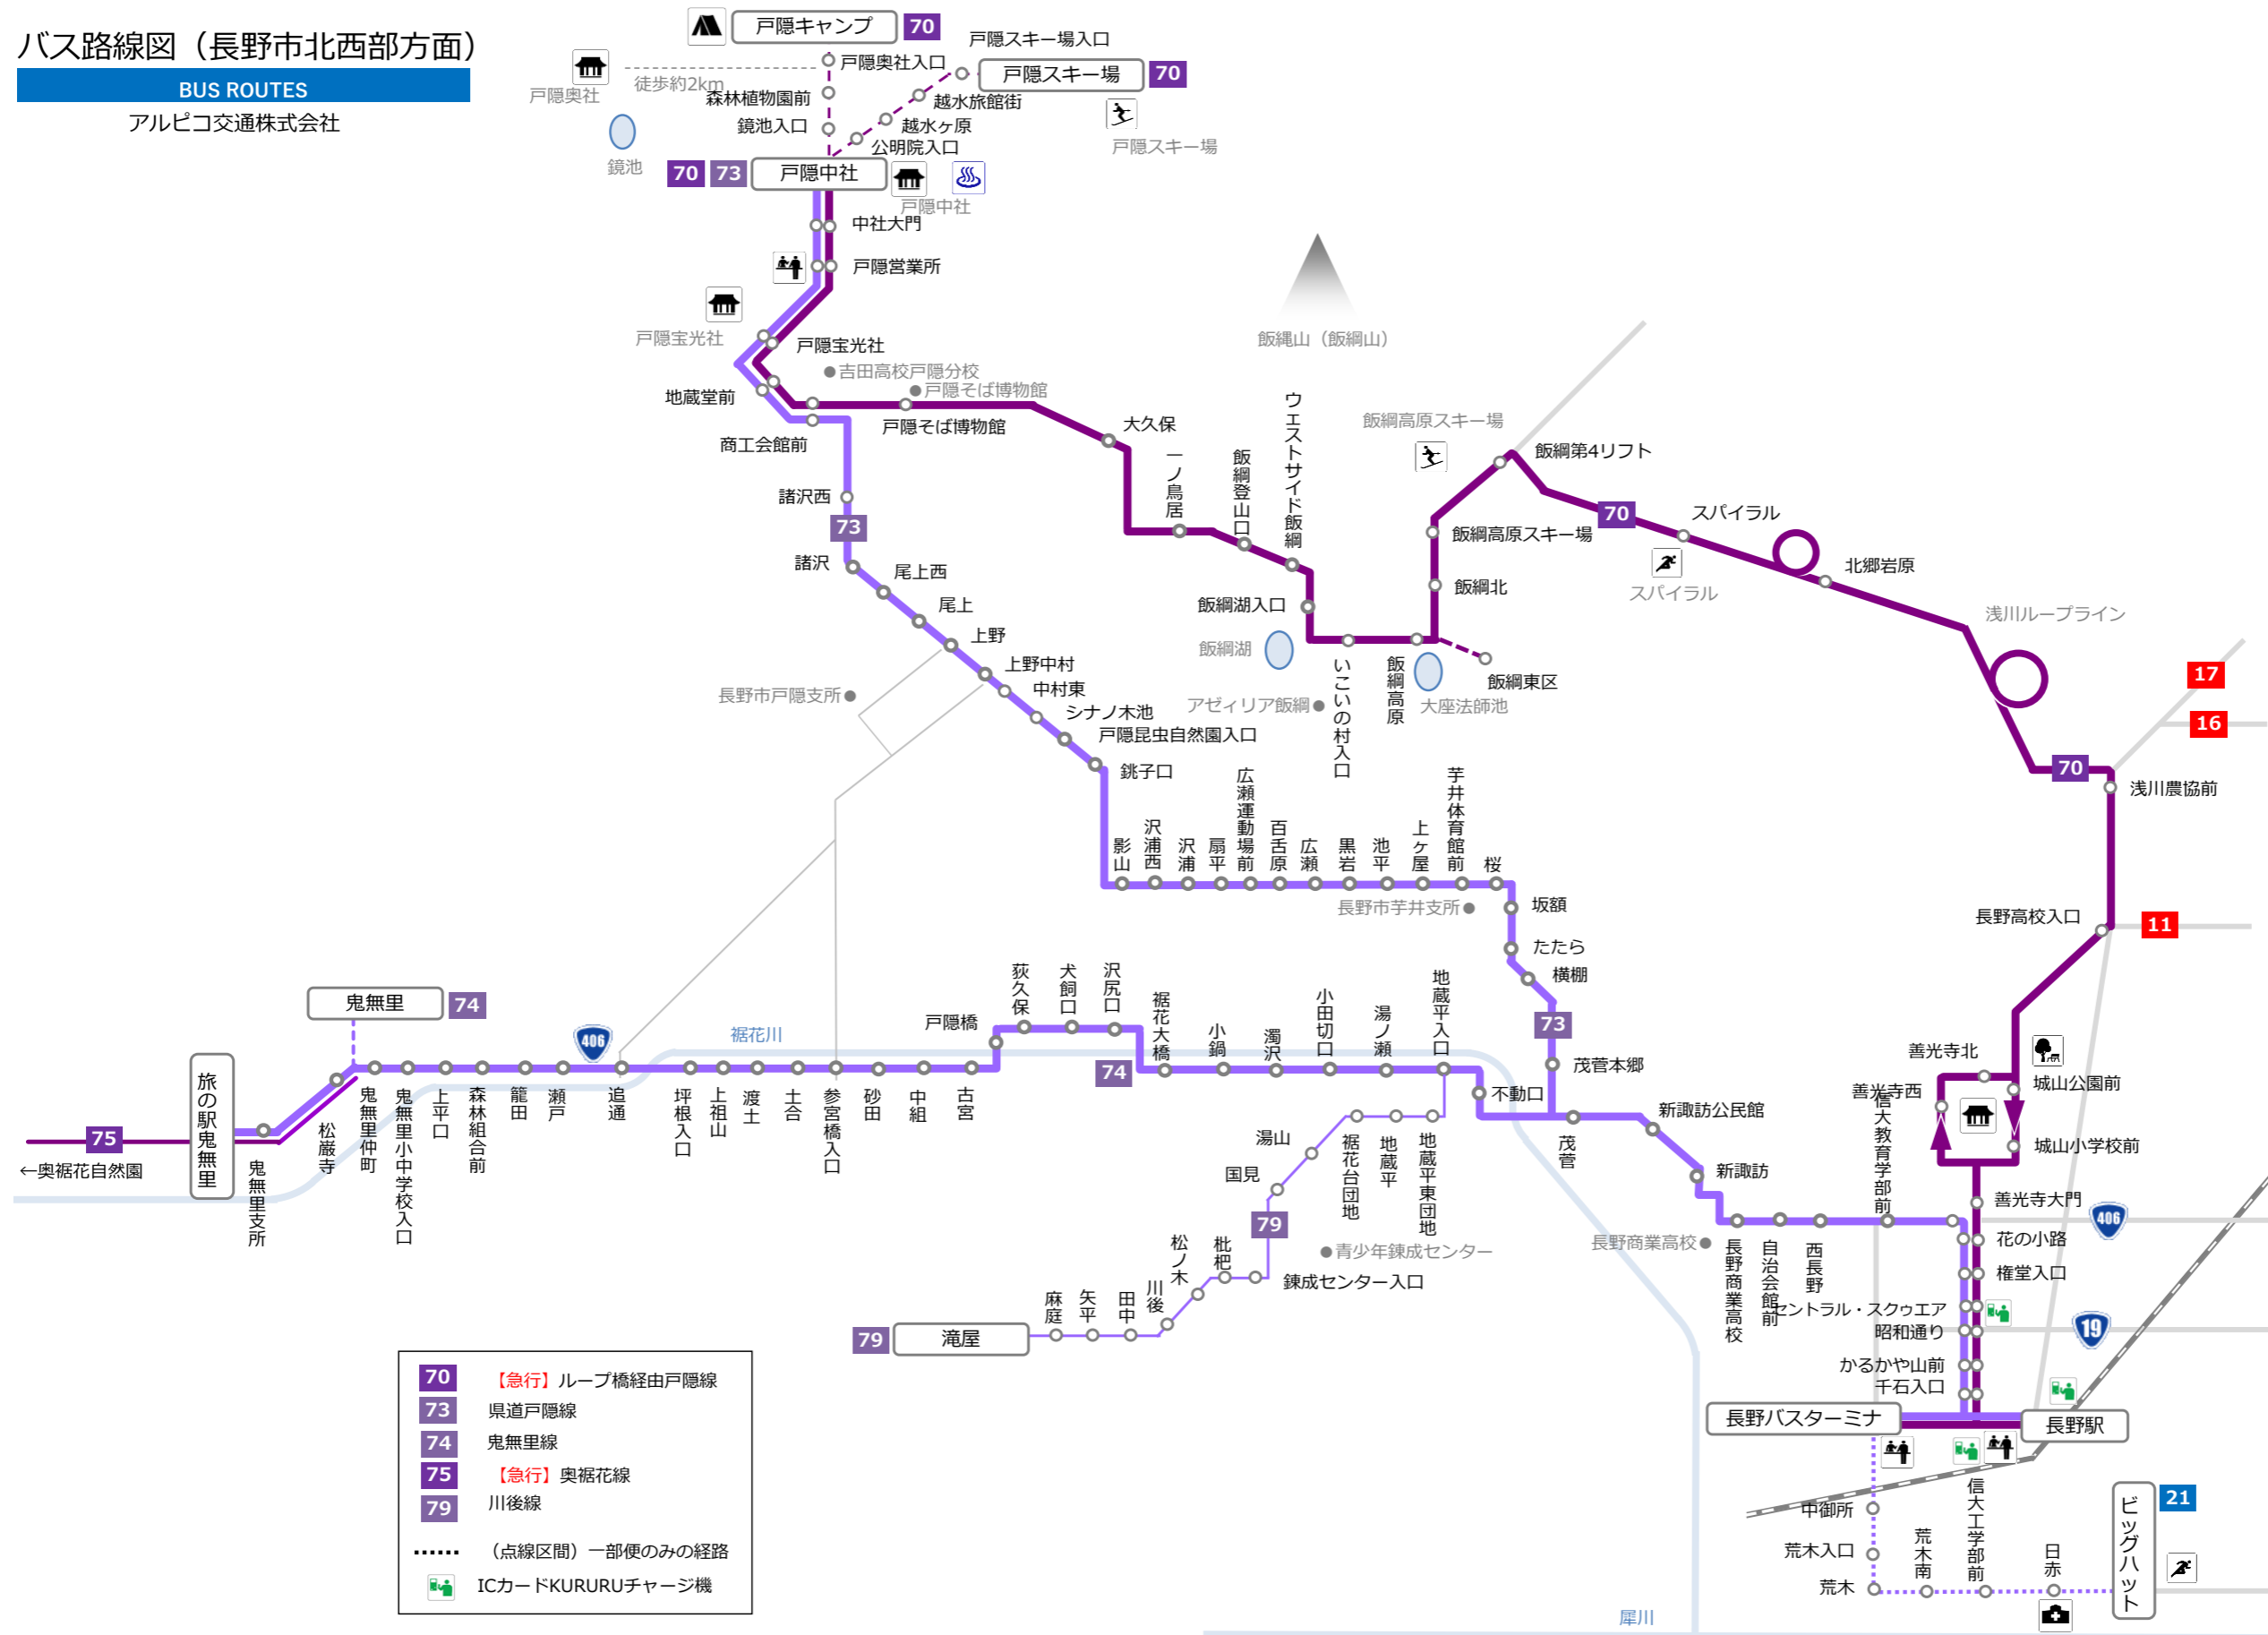 バス路線図（長野市北西部方面）
BUS ROUTES
アルピコ交通株式会社
戸隠キャンプ
70
戸隠奥社入口
戸隠スキー場入口
戸隠スキー場
70
戸隠奥社
徒歩約2km
森林植物園前
越水旅館街
鏡池入口
越水ヶ原
公明院入口
戸隠スキー場
鏡池
70
73
戸隠中社
戸隠中社
中社大門
戸隠営業所
戸隠宝光社
戸隠宝光社
吉田高校戸隠分校
戸隠そば博物館
地蔵堂前
戸隠そば博物館
商工会館前
飯縄山（飯綱山）
大久保
一ノ鳥居
飯綱登山口
ウェストサイド飯綱
飯綱高原スキー場
飯綱第4リフト
70
スパイラル
飯綱高原スキー場
北郷岩原
スパイラル
飯綱北
浅川ループライン
飯綱湖入口
飯綱湖
アゼィリア飯綱
いこいの村入口
飯綱高原
大座法師池
飯綱東区
17
16
70
浅川農協前
長野高校入口
11
諸沢西
73
諸沢
尾上西
尾上
上野
上野中村
長野市戸隠支所
中村東
シナノ木池
戸隠昆虫自然園入口
銚子口
影山
沢浦西
沢浦
扇平
広瀬運動場前
百舌原
広瀬
黒岩
池平
上ヶ屋
芋井体育館前
桜
長野市芋井支所
坂額
たたら
横棚
73
茂菅本郷
鬼無里
74
406
裾花川
戸隠橋
荻久保
犬飼口
沢尻口
裾花大橋
小鍋
濁沢
小田切口
湯ノ瀬
地蔵平入口
74
不動口
旅の駅鬼無里
75
←奥裾花自然園
鬼無里支所
松巌寺
鬼無里仲町
鬼無里小中学校入口
上平口
森林組合前
籠田
瀬戸
追通
坪根入口
上祖山
渡土
土合
参宮橋入口
砂田
中組
古宮
湯山
国見
裾花台団地
地蔵平
地蔵平東団地
79
青少年錬成センター
錬成センター入口
松ノ木
枇杷
川後
麻庭
矢平
田中
79
滝屋
茂菅
新諏訪公民館
新諏訪
長野商業高校
長野商業高校
自治会館前
西長野
信大教育学部前
善光寺北
善光寺西
城山公園前
城山小学校前
善光寺大門
406
花の小路
権堂入口
セントラル・スクゥエア
昭和通り
19
かるかや山前
千石入口
長野バスターミナ
長野駅
中御所
荒木入口
荒木
荒木南
信大工学部前
日赤
ビッグハット
21
犀川
70 【急行】ループ橋経由戸隠線
73 県道戸隠線
74 鬼無里線
75 【急行】奥裾花線
79 川後線
（点線区間）一部便のみの経路
ICカードKURURUチャージ機